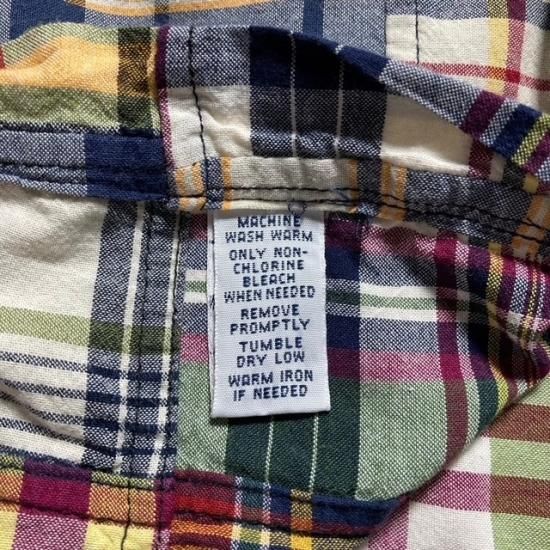 MACHINE
WASH WARM
ONLY NON-
CHLORINE
BLEACH
WHEN NEEDED
REMOVE
PROMPTLY
TUMBLE
DRY LOW
WARM IRON
IF NEEDED